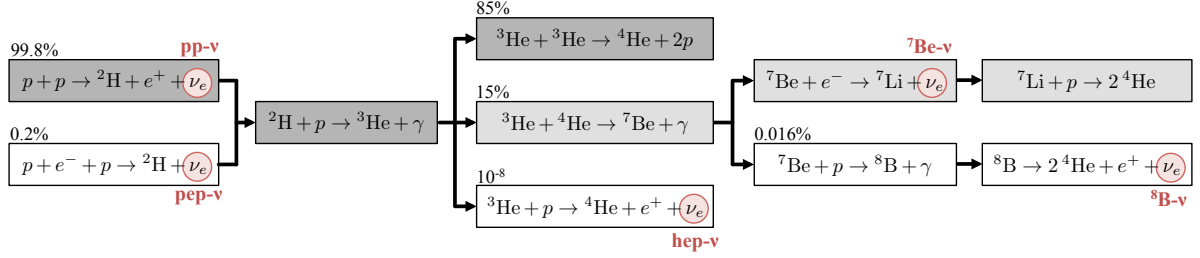 99.8%
pp-ν
p + p → ²H + e⁺ + νₑ
0.2%
p + e⁻ + p → ²H + νₑ
pep-ν
²H + p → ³He + γ
85%
³He + ³He → ⁴He + 2p
15%
³He + ⁴He → ⁷Be + γ
10⁻⁸
³He + p → ⁴He + e⁺ + νₑ
hep-ν
⁷Be-ν
⁷Be + e⁻ → ⁷Li + νₑ
⁷Li + p → 2 ⁴He
0.016%
⁷Be + p → ⁸B + γ
⁸B → 2 ⁴He + e⁺ + νₑ
⁸B-ν